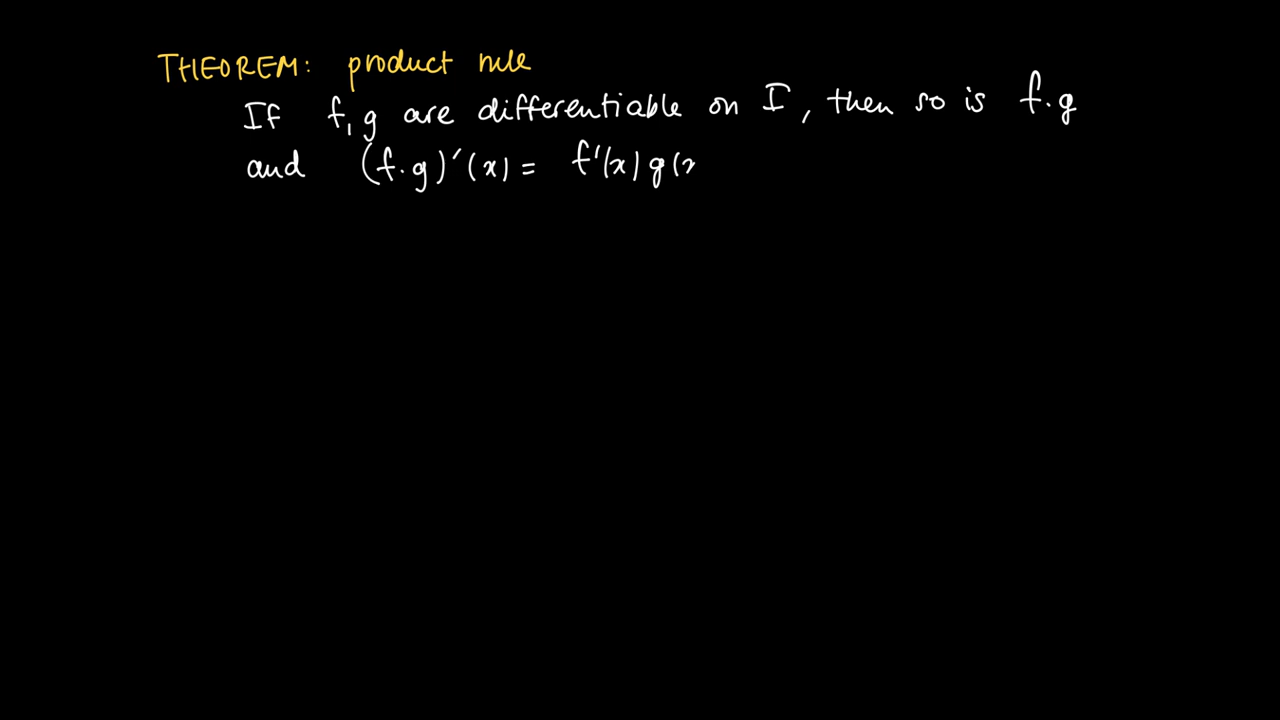 THEOREM: product rule
If f, g are differentiable on I, then so is f·g
and (f·g)′(x) = f′(x) g(x